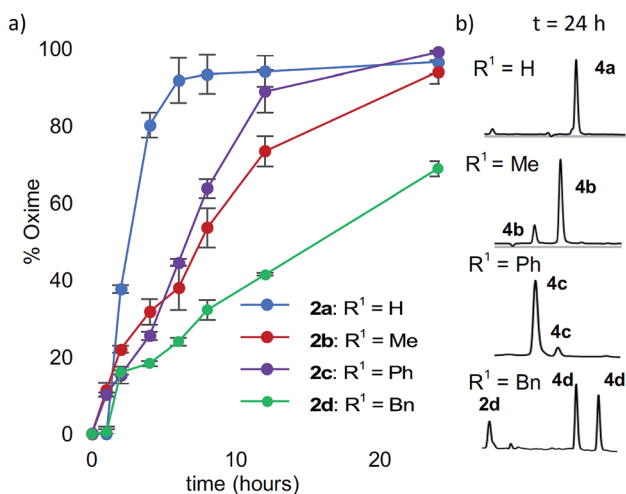 a)
100
80
60
40
20
0
% Oxime
0
10
20
time (hours)
2a: R¹ = H
2b: R¹ = Me
2c: R¹ = Ph
2d: R¹ = Bn
b) t = 24 h
R¹ = H 4a
R¹ = Me
4b
4b
R¹ = Ph
4c
4c
R¹ = Bn 4d 4d
2d